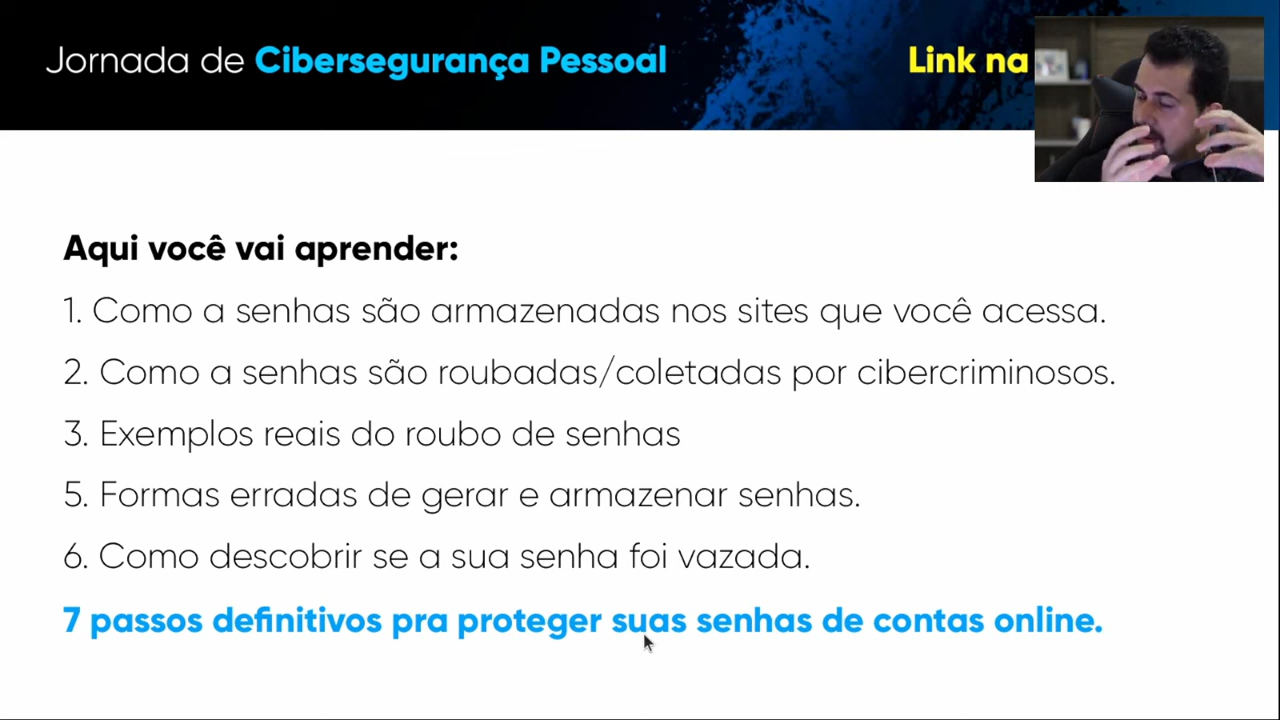 Jornada de Cibersegurança Pessoal
Link na
Aqui você vai aprender:
1. Como a senhas são armazenadas nos sites que você acessa.
2. Como a senhas são roubadas/coletadas por cibercriminosos.
3. Exemplos reais do roubo de senhas
5. Formas erradas de gerar e armazenar senhas.
6. Como descobrir se a sua senha foi vazada.
7 passos definitivos pra proteger suas senhas de contas online.